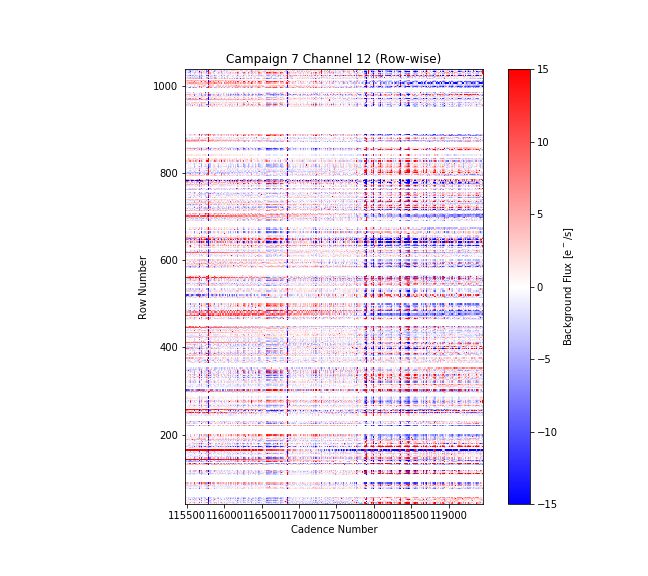 Campaign 7 Channel 12 (Row-wise)
1000
800
600
400
200
Row Number
115500 116000 116500 117000 117500 118000 118500 119000
Cadence Number
15
10
5
0
−5
−10
−15
Background Flux [e⁻/s]